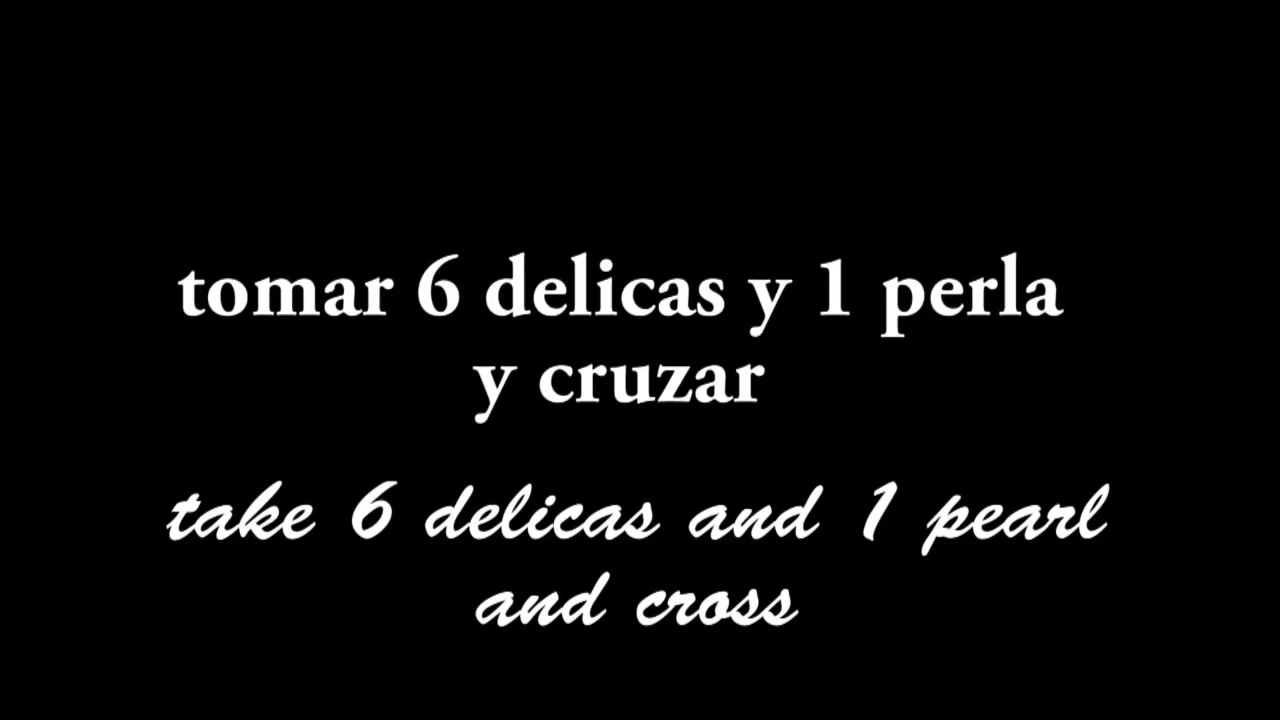 tomar 6 delicas y 1 perla
y cruzar
take 6 delicas and 1 pearl
and cross